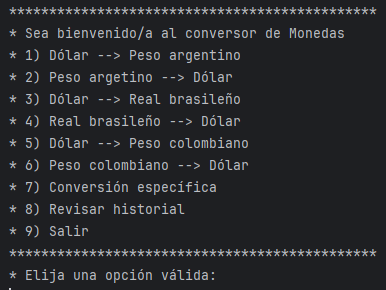 ***********************************************
* Sea bienvenido/a al conversor de Monedas
* 1) Dólar --> Peso argentino
* 2) Peso argetino --> Dólar
* 3) Dólar --> Real brasileño
* 4) Real brasileño --> Dólar
* 5) Dólar --> Peso colombiano
* 6) Peso colombiano --> Dólar
* 7) Conversión específica
* 8) Revisar historial
* 9) Salir
***********************************************
* Elija una opción válida: